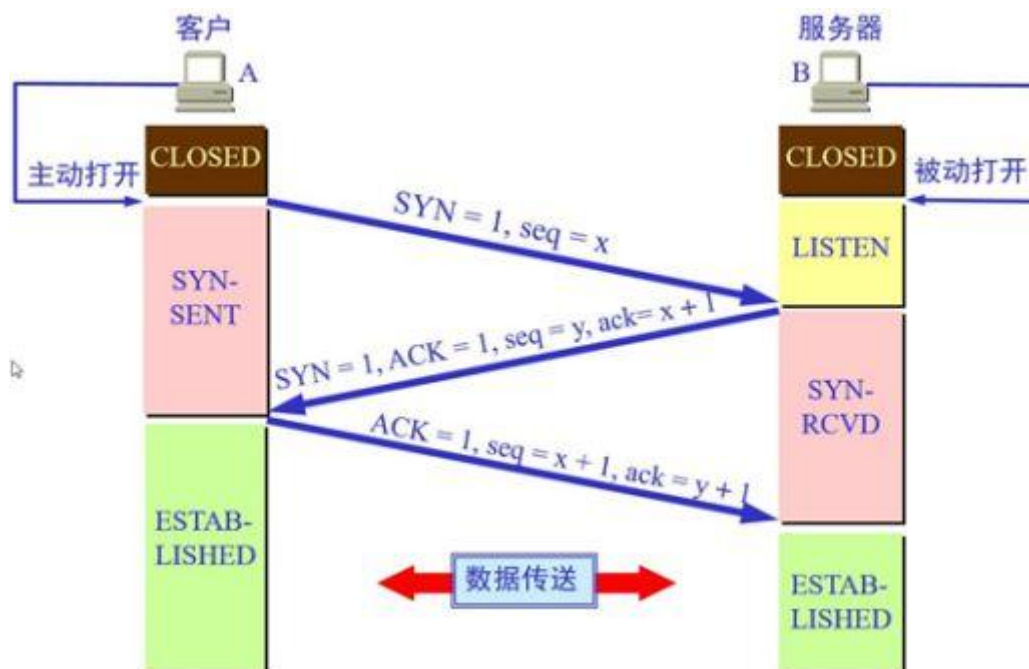 客户
服务器
A
B
CLOSED
CLOSED
主动打开
被动打开
SYN = 1, seq = x
LISTEN
SYN-
SENT
SYN = 1, ACK = 1, seq = y, ack= x + 1
SYN-
RCVD
ACK = 1, seq = x + 1, ack = y + 1
ESTAB-
LISHED
数据传送
ESTAB-
LISHED